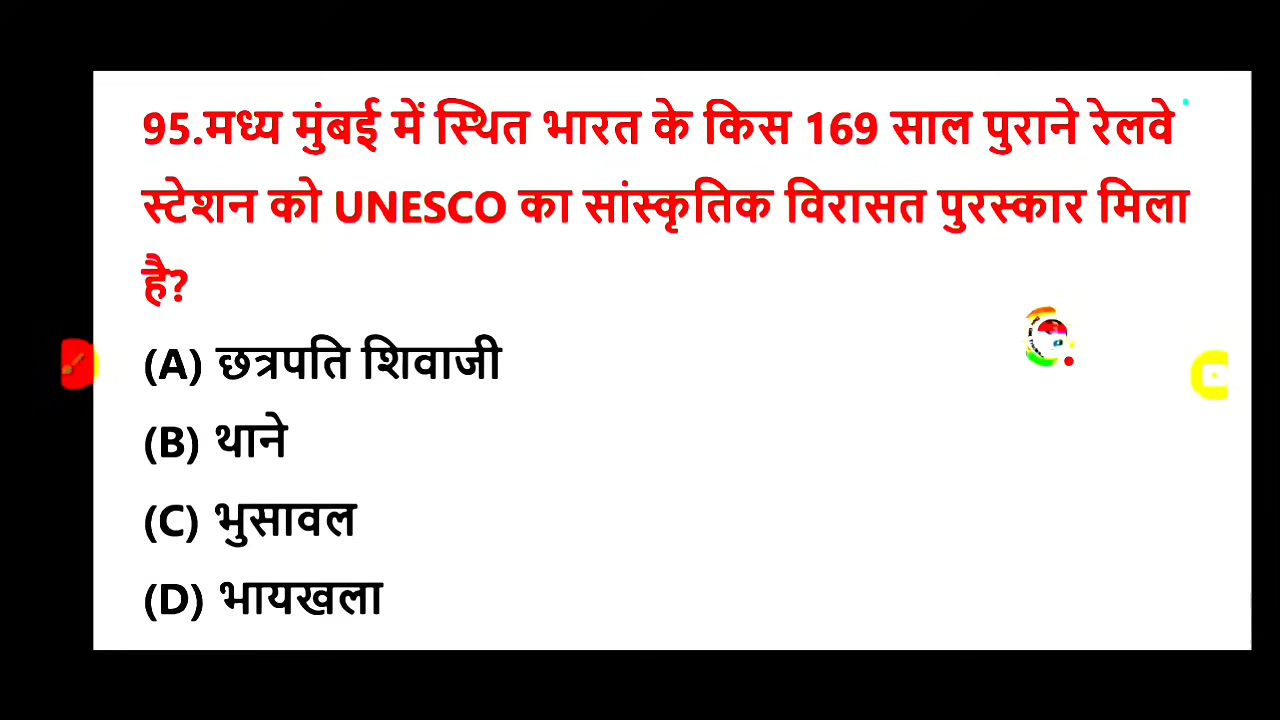 95.मध्य मुंबई में स्थित भारत के किस 169 साल पुराने रेलवे
स्टेशन को UNESCO का सांस्कृतिक विरासत पुरस्कार मिला
है?
(A) छत्रपति शिवाजी
(B) थाने
(C) भुसावल
(D) भायखला